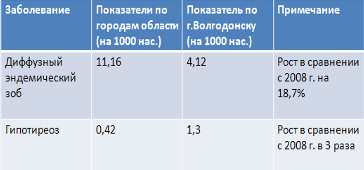 Заболевание
Показатели по
городам области
(на 1000 нас.)
Показатель по
г.Волгодонску
(на 1000 нас.)
Примечание
Диффузный
эндемический
зоб
11,16
4,12
Рост в сравнении
с 2008 г. на
18,7%
Гипотиреоз
0,42
1,3
Рост в сравнении
с 2008 г. в 3 раза